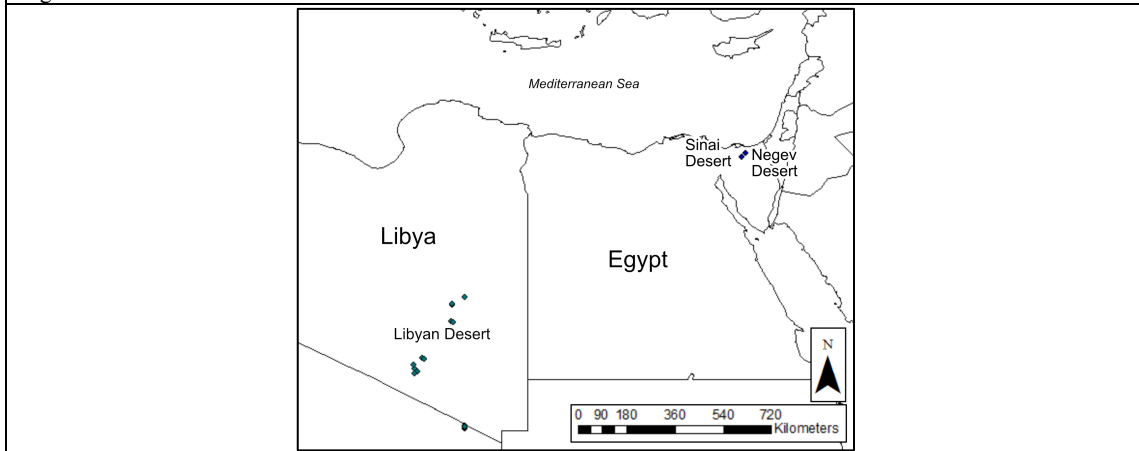 Mediterranean Sea
Sinai
Desert
Negev
Desert
Libya
Egypt
Libyan Desert
N
0 90 180 360 540 720
Kilometers